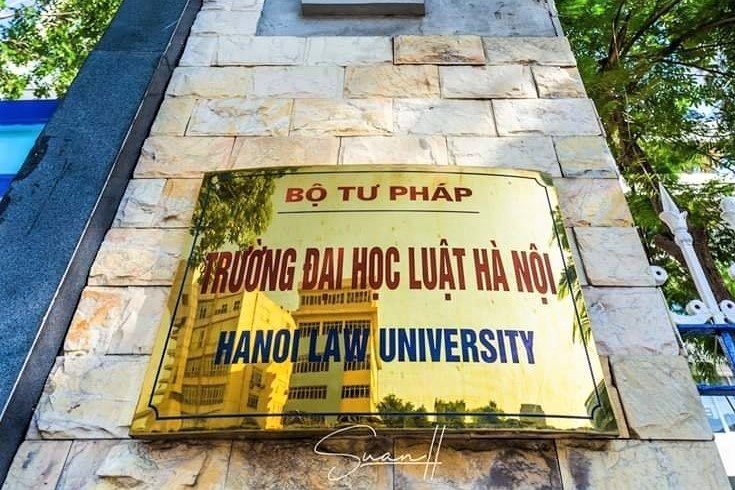 BỘ TƯ PHÁP
TRƯỜNG ĐẠI HỌC LUẬT HÀ NỘI
HANOI LAW UNIVERSITY